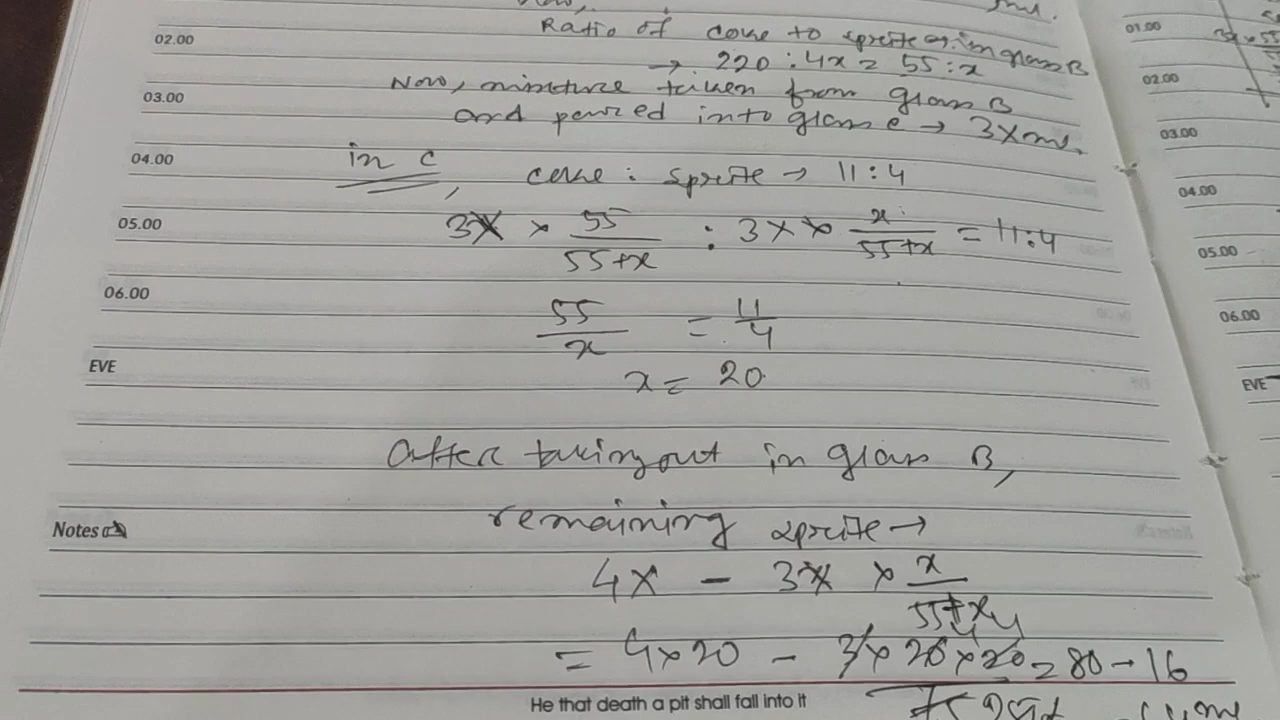 Ratio of coke to sprite in glass B
→ 220 : 4x = 55 : x
Now, mixture taken from glass B
and poured into glass c → 3x ml.
in c, coke : sprite → 11 : 4
3x × 55/55+x : 3x × x/55+x = 11:4
55/x = 11/4
x = 20
After taking out in glass B,
remaining sprite →
4x - 3x × x/55+x
= 4×20 - 3×20×20/75 = 80-16
02.00
03.00
04.00
05.00
06.00
EVE
Notes
He that death a pit shall fall into it
01.00
02.00
03.00
04.00
05.00
06.00
EVE